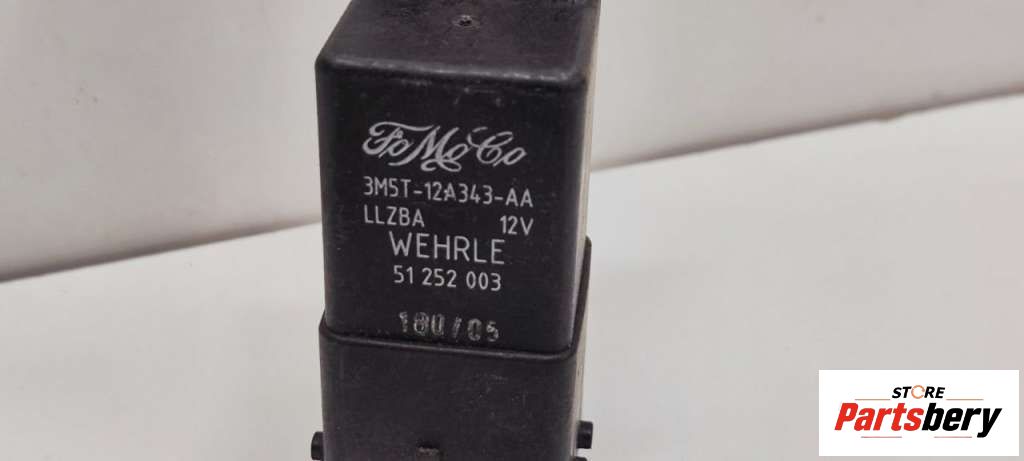 FoMoCo
3M5T-12A343-AA
LLZBA 12V
WEHRLE
51 252 003
180/05
STORE
Partsbery